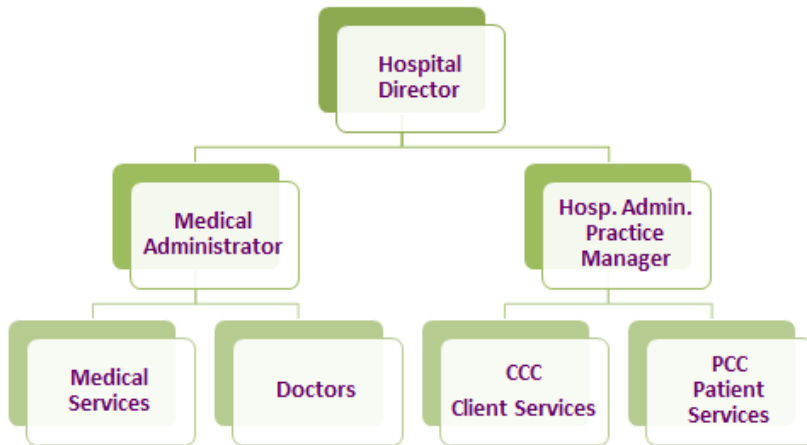 Hospital
Director
Medical
Administrator
Hosp. Admin.
Practice
Manager
Medical
Services
Doctors
CCC
Client Services
PCC
Patient
Services